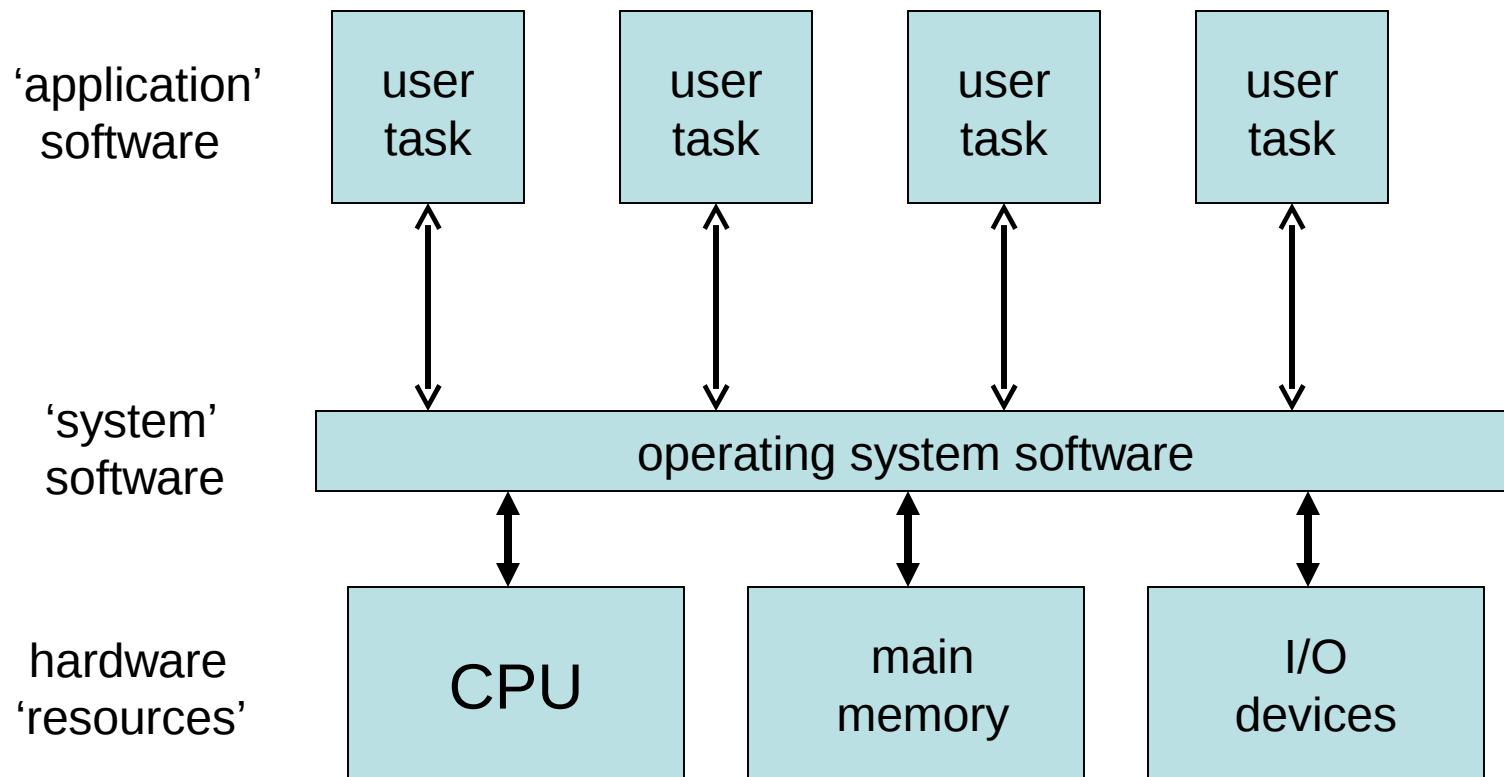 ‘application’
software
user
task
user
task
user
task
user
task
‘system’
software
operating system software
hardware
‘resources’
CPU
main
memory
I/O
devices